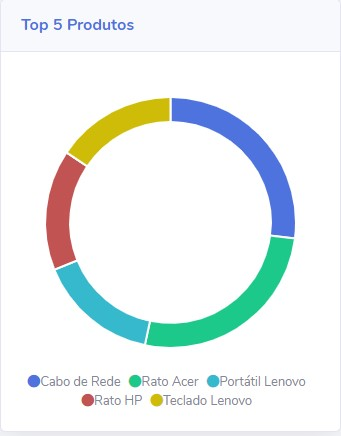 Top 5 Produtos
Cabo de Rede Rato Acer Portátil Lenovo
Rato HP Teclado Lenovo